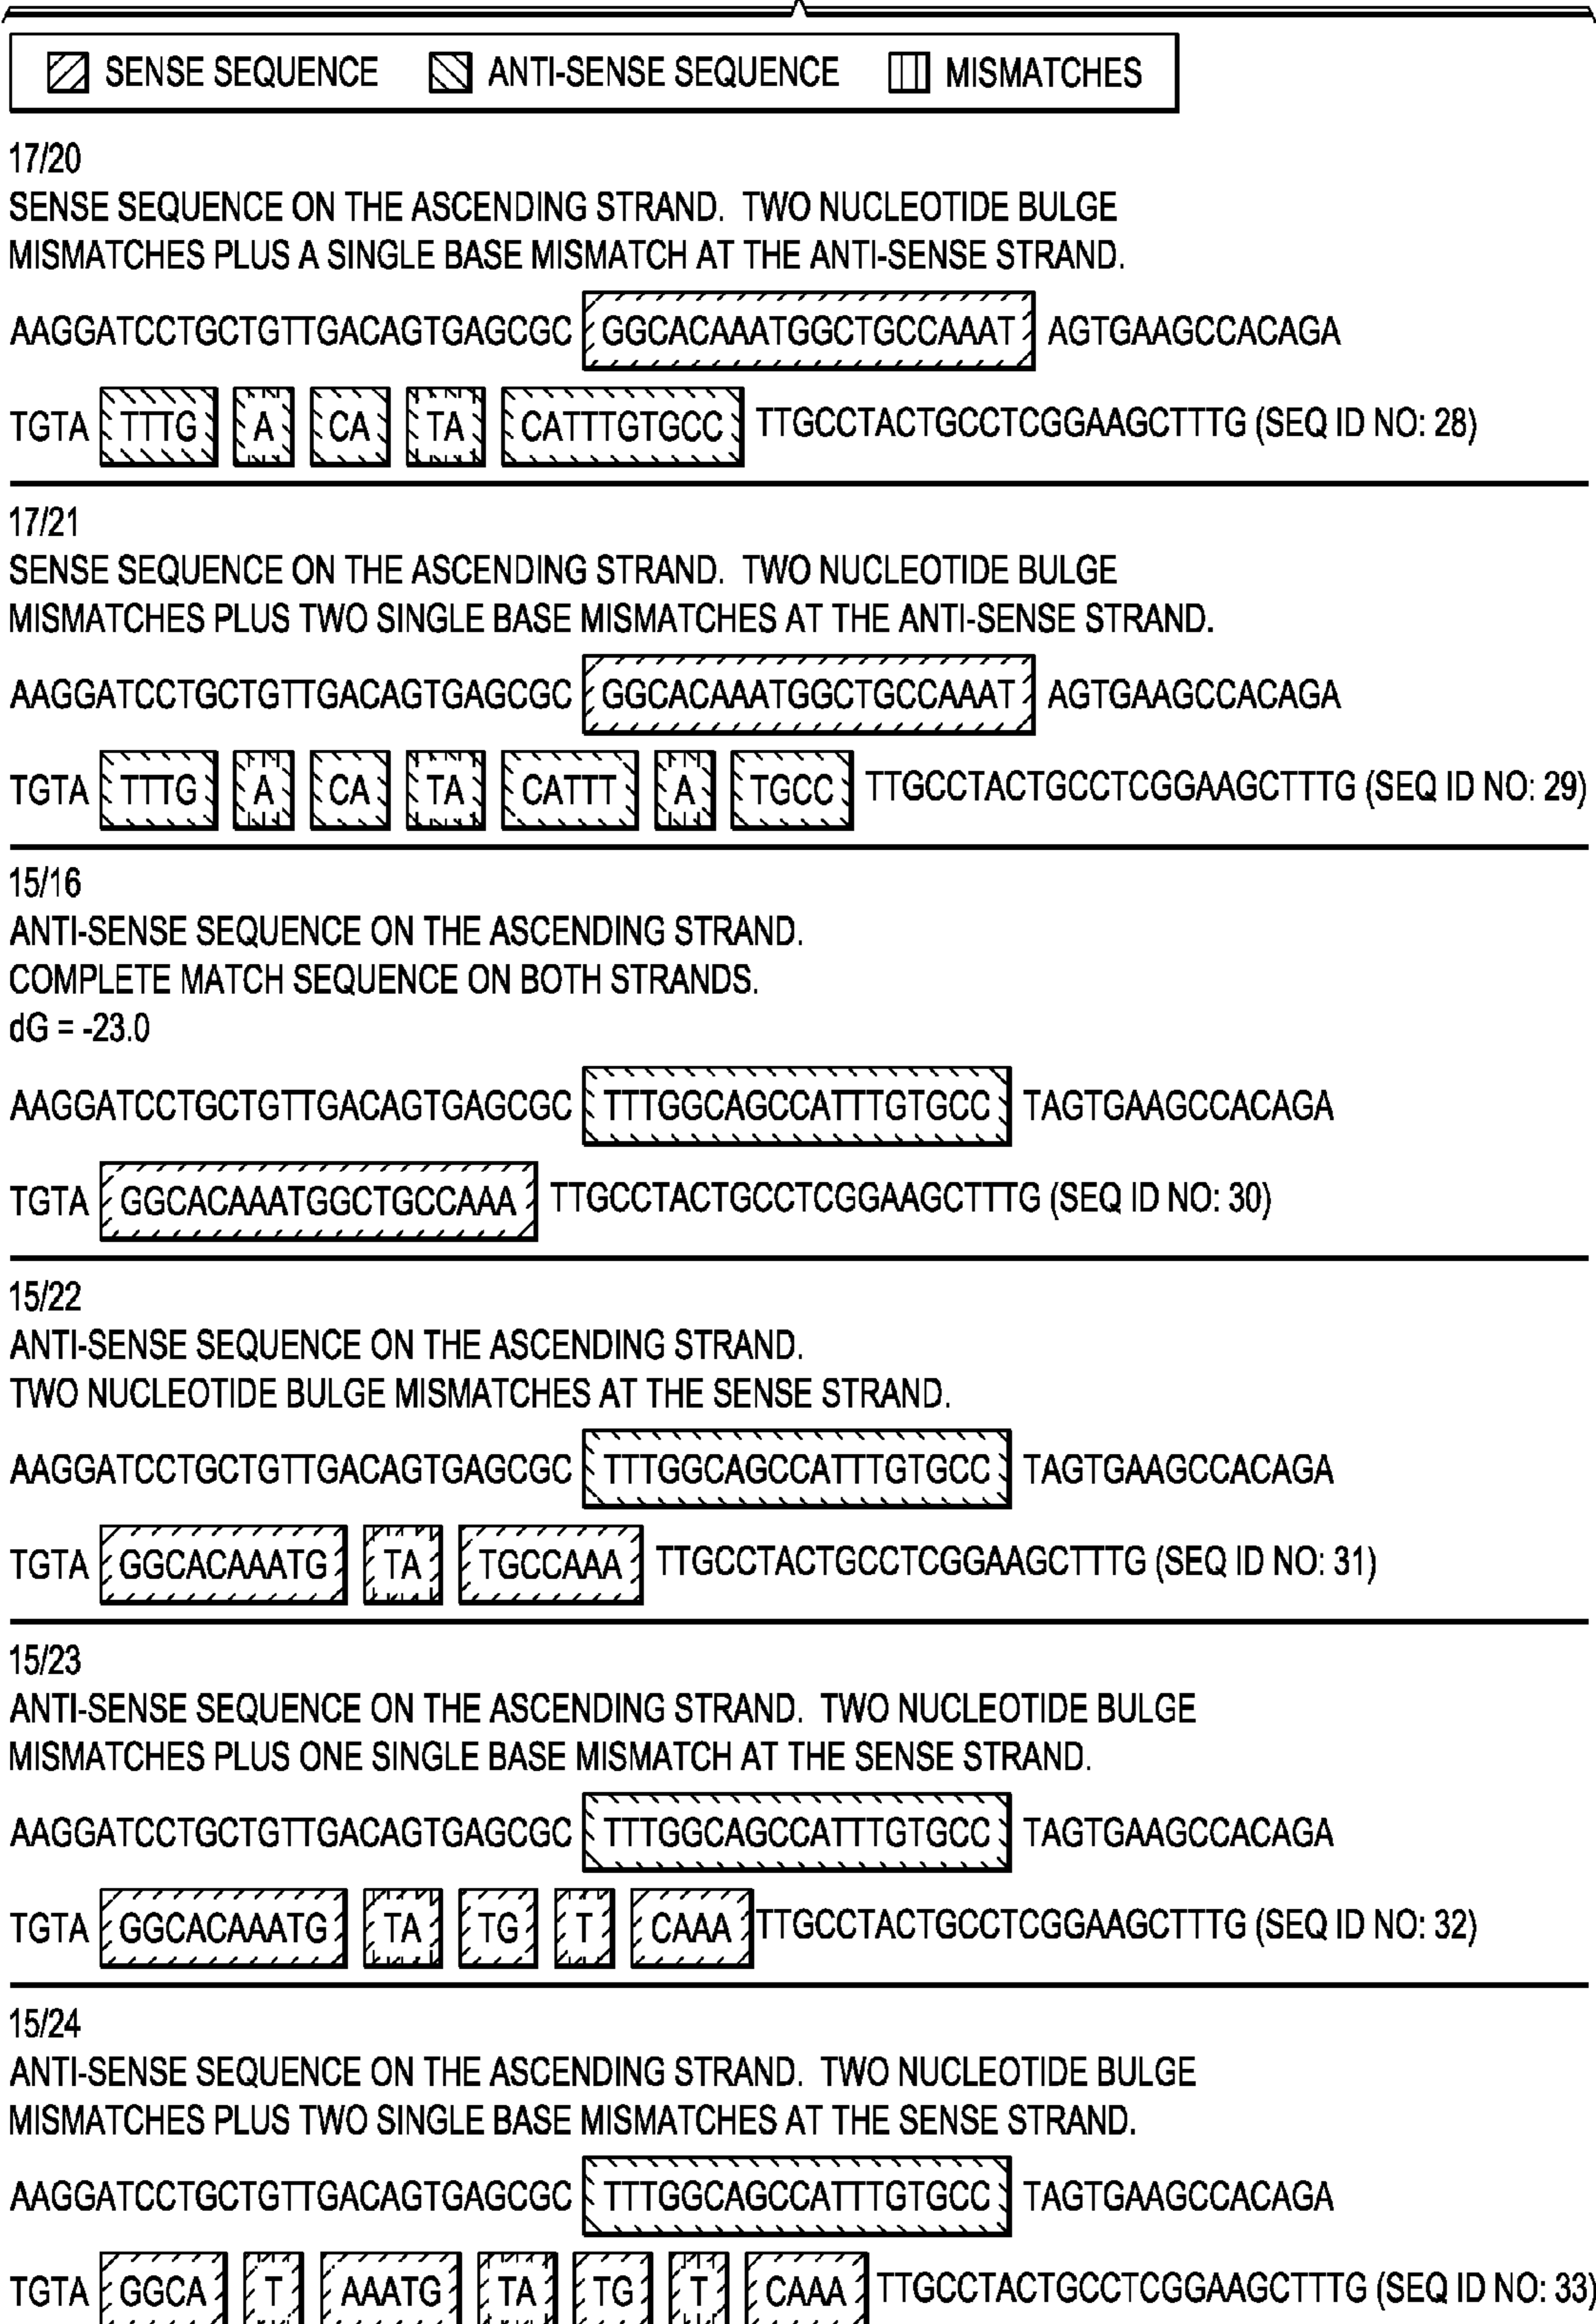 SENSE SEQUENCE ANTI-SENSE SEQUENCE MISMATCHES
17/20
SENSE SEQUENCE ON THE ASCENDING STRAND. TWO NUCLEOTIDE BULGE
MISMATCHES PLUS A SINGLE BASE MISMATCH AT THE ANTI-SENSE STRAND.
AAGGATCCTGCTGTTGACAGTGAGCGC GGCACAAATGGCTGCCAAAT AGTGAAGCCACAGA
TGTA TTTG A CA TA CATTTGTGCC TTGCCTACTGCCTCGGAAGCTTTG (SEQ ID NO: 28)
17/21
SENSE SEQUENCE ON THE ASCENDING STRAND. TWO NUCLEOTIDE BULGE
MISMATCHES PLUS TWO SINGLE BASE MISMATCHES AT THE ANTI-SENSE STRAND.
AAGGATCCTGCTGTTGACAGTGAGCGC GGCACAAATGGCTGCCAAAT AGTGAAGCCACAGA
TGTA TTTG A CA TA CATTT A TGCC TTGCCTACTGCCTCGGAAGCTTTG (SEQ ID NO: 29)
15/16
ANTI-SENSE SEQUENCE ON THE ASCENDING STRAND.
COMPLETE MATCH SEQUENCE ON BOTH STRANDS.
dG = -23.0
AAGGATCCTGCTGTTGACAGTGAGCGC TTTGGCAGCCATTTGTGCC TAGTGAAGCCACAGA
TGTA GGCACAAATGGCTGCCAAA TTGCCTACTGCCTCGGAAGCTTTG (SEQ ID NO: 30)
15/22
ANTI-SENSE SEQUENCE ON THE ASCENDING STRAND.
TWO NUCLEOTIDE BULGE MISMATCHES AT THE SENSE STRAND.
AAGGATCCTGCTGTTGACAGTGAGCGC TTTGGCAGCCATTTGTGCC TAGTGAAGCCACAGA
TGTA GGCACAAATG TA TGCCAAA TTGCCTACTGCCTCGGAAGCTTTG (SEQ ID NO: 31)
15/23
ANTI-SENSE SEQUENCE ON THE ASCENDING STRAND. TWO NUCLEOTIDE BULGE
MISMATCHES PLUS ONE SINGLE BASE MISMATCH AT THE SENSE STRAND.
AAGGATCCTGCTGTTGACAGTGAGCGC TTTGGCAGCCATTTGTGCC TAGTGAAGCCACAGA
TGTA GGCACAAATG TA TG T CAAA TTGCCTACTGCCTCGGAAGCTTTG (SEQ ID NO: 32)
15/24
ANTI-SENSE SEQUENCE ON THE ASCENDING STRAND. TWO NUCLEOTIDE BULGE
MISMATCHES PLUS TWO SINGLE BASE MISMATCHES AT THE SENSE STRAND.
AAGGATCCTGCTGTTGACAGTGAGCGC TTTGGCAGCCATTTGTGCC TAGTGAAGCCACAGA
TGTA GGCA T AAATG TA TG T CAAA TTGCCTACTGCCTCGGAAGCTTTG (SEQ ID NO: 33)